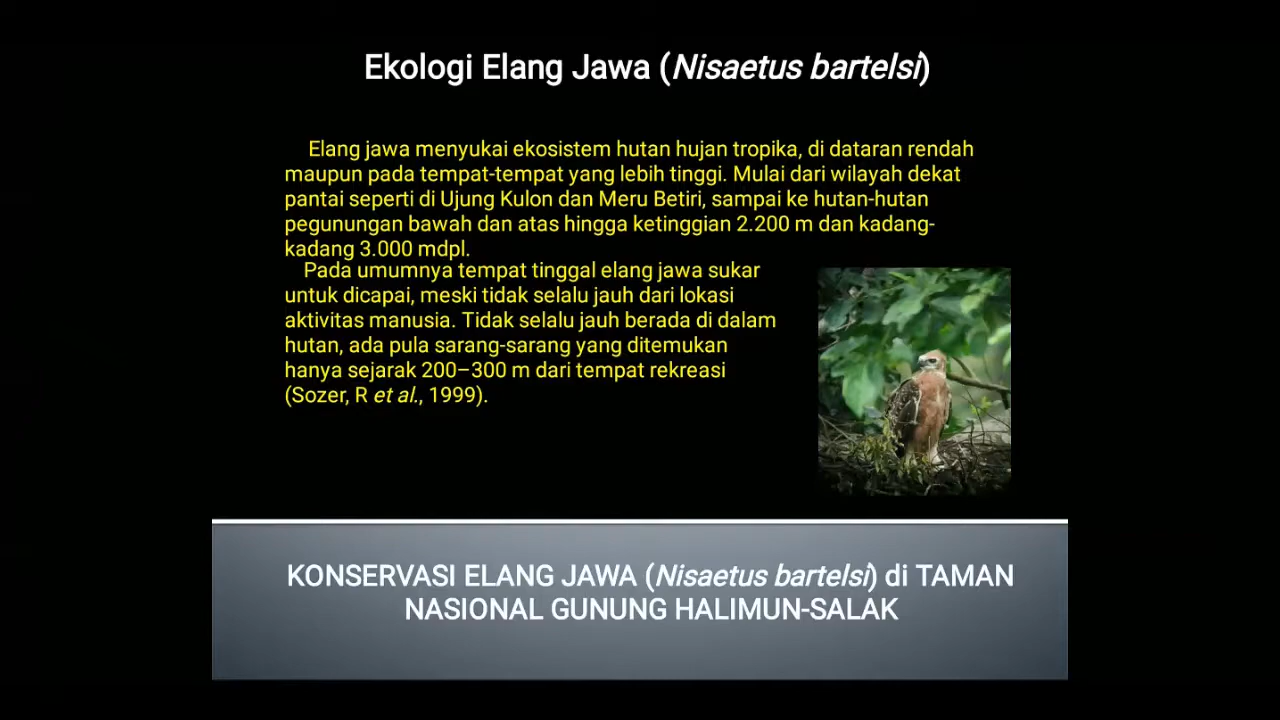 Ekologi Elang Jawa (Nisaetus bartelsi)
Elang jawa menyukai ekosistem hutan hujan tropika, di dataran rendah
maupun pada tempat-tempat yang lebih tinggi. Mulai dari wilayah dekat
pantai seperti di Ujung Kulon dan Meru Betiri, sampai ke hutan-hutan
pegunungan bawah dan atas hingga ketinggian 2.200 m dan kadang-
kadang 3.000 mdpl.
Pada umumnya tempat tinggal elang jawa sukar
untuk dicapai, meski tidak selalu jauh dari lokasi
aktivitas manusia. Tidak selalu jauh berada di dalam
hutan, ada pula sarang-sarang yang ditemukan
hanya sejarak 200–300 m dari tempat rekreasi
(Sozer, R et al., 1999).
KONSERVASI ELANG JAWA (Nisaetus bartelsi) di TAMAN
NASIONAL GUNUNG HALIMUN-SALAK